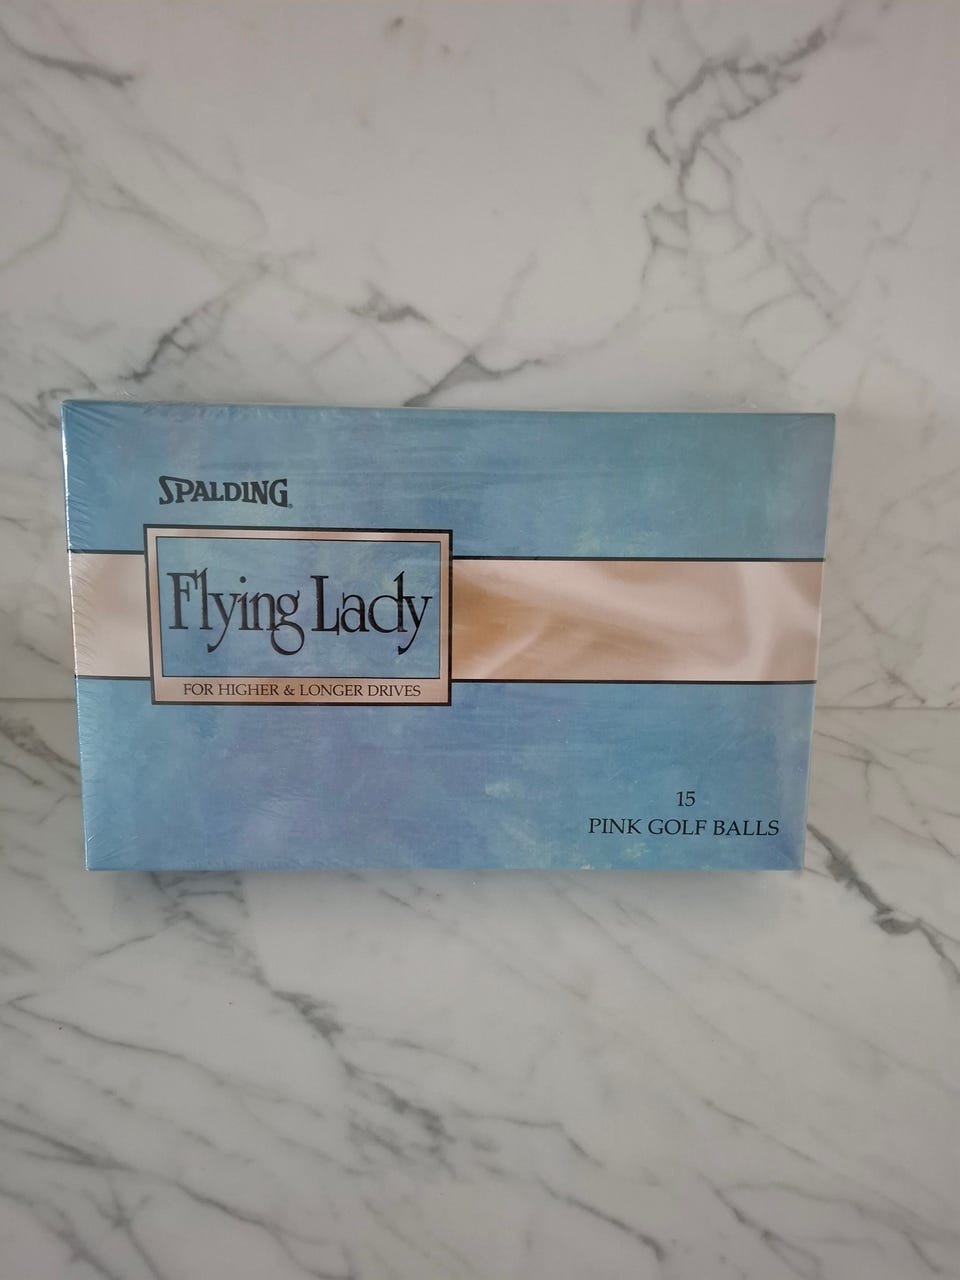 SPALDING
Flying Lady
FOR HIGHER & LONGER DRIVES
15
PINK GOLF BALLS